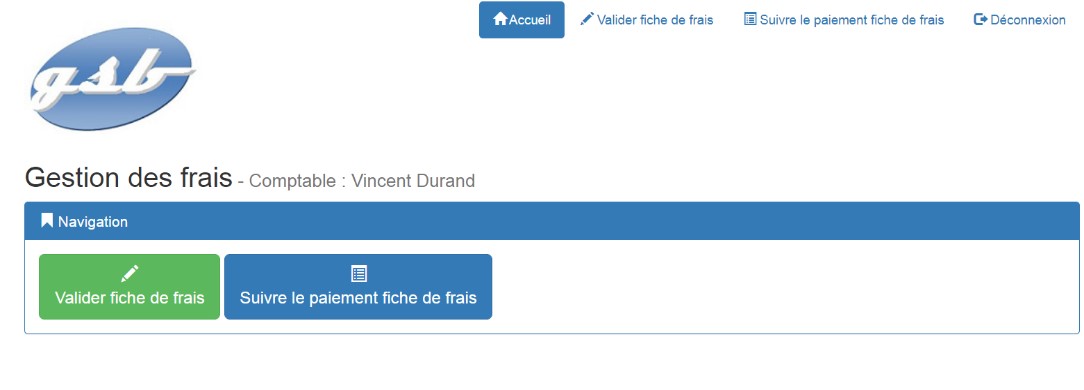 Accueil Valider fiche de frais Suivre le paiement fiche de frais Déconnexion
gsb
Gestion des frais - Comptable : Vincent Durand
Navigation
Valider fiche de frais Suivre le paiement fiche de frais